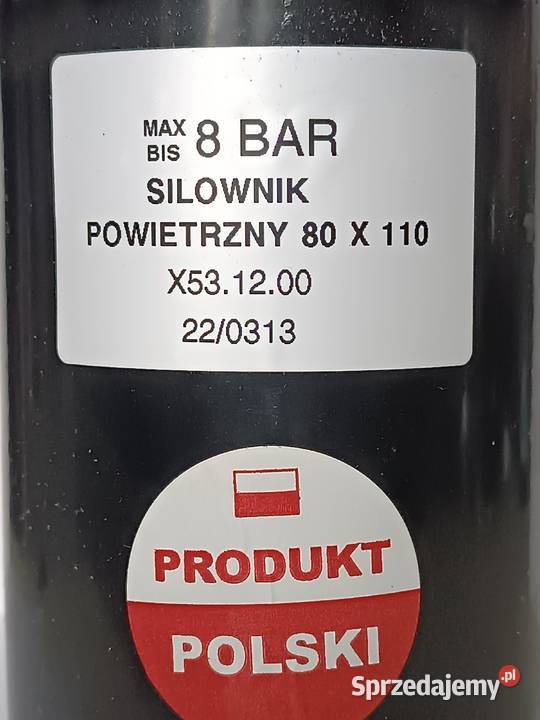 MAX
BIS 8 BAR
SILOWNIK
POWIETRZNY 80 X 110
X53.12.00
22/0313
PRODUKT
POLSKI
Sprzedajemy.pl